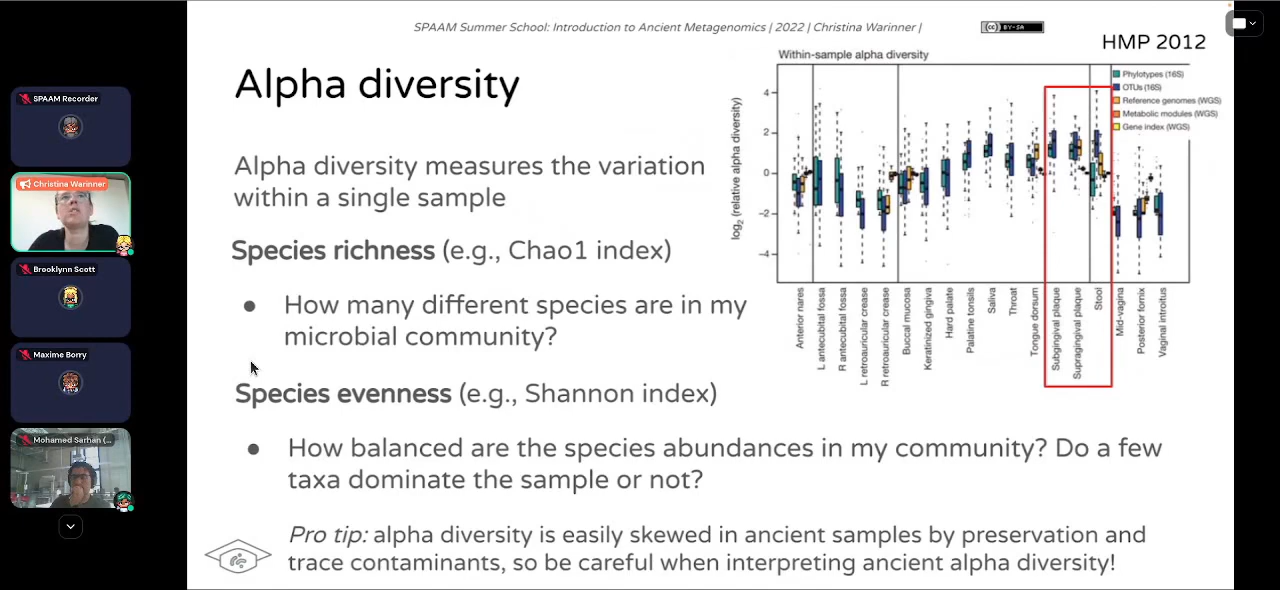 SPAAM Summer School: Introduction to Ancient Metagenomics | 2022 | Christina Warinner |
(cc) BY-SA
HMP 2012
Alpha diversity
Alpha diversity measures the variation
within a single sample
Species richness (e.g., Chao1 index)
● How many different species are in my
microbial community?
Species evenness (e.g., Shannon index)
● How balanced are the species abundances in my community? Do a few
taxa dominate the sample or not?
Pro tip: alpha diversity is easily skewed in ancient samples by preservation and
trace contaminants, so be careful when interpreting ancient alpha diversity!
Within-sample alpha diversity
Phylotypes (16S)
OTUs (16S)
Reference genomes (WGS)
Metabolic modules (WGS)
Gene index (WGS)
log2 (relative alpha diversity)
4
2
0
−2
−4
Anterior nares
L antecubital fossa
R antecubital fossa
L retroauricular crease
R retroauricular crease
Buccal mucosa
Keratinized gingiva
Hard palate
Palatine tonsils
Saliva
Throat
Tongue dorsum
Subgingival plaque
Supragingival plaque
Stool
Mid-vagina
Posterior fornix
Vaginal introitus
SPAAM Recorder
Christina Warinner
Brooklynn Scott
Maxime Borry
Mohamed Sarhan (...